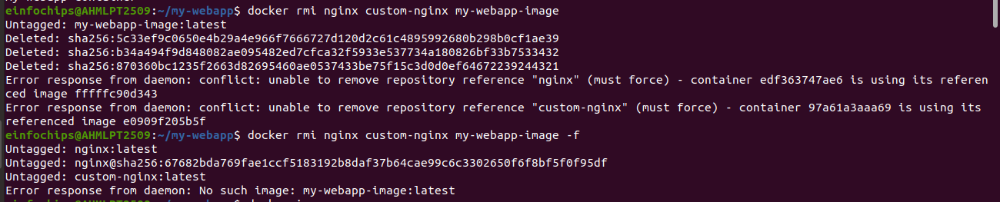 einfochips@AHMLPT2509:~/my-webapp$ docker rmi nginx custom-nginx my-webapp-image
Untagged: my-webapp-image:latest
Deleted: sha256:5c33ef9c0650e4b29a4e966f7666727d120d2c61c4895992680b298b0cf1ae39
Deleted: sha256:b34a494f9d848082ae095482ed7cfca32f5933e537734a180826bf33b7533432
Deleted: sha256:870360bc1235f2663d82695460ae0537433be75f15c3d0d0ef64672239244321
Error response from daemon: conflict: unable to remove repository reference "nginx" (must force) - container edf363747ae6 is using its referen
ced image fffffc90d343
Error response from daemon: conflict: unable to remove repository reference "custom-nginx" (must force) - container 97a61a3aaa69 is using its
referenced image e0909f205b5f
einfochips@AHMLPT2509:~/my-webapp$ docker rmi nginx custom-nginx my-webapp-image -f
Untagged: nginx:latest
Untagged: nginx@sha256:67682bda769fae1ccf5183192b8daf37b64cae99c6c3302650f6f8bf5f0f95df
Untagged: custom-nginx:latest
Error response from daemon: No such image: my-webapp-image:latest